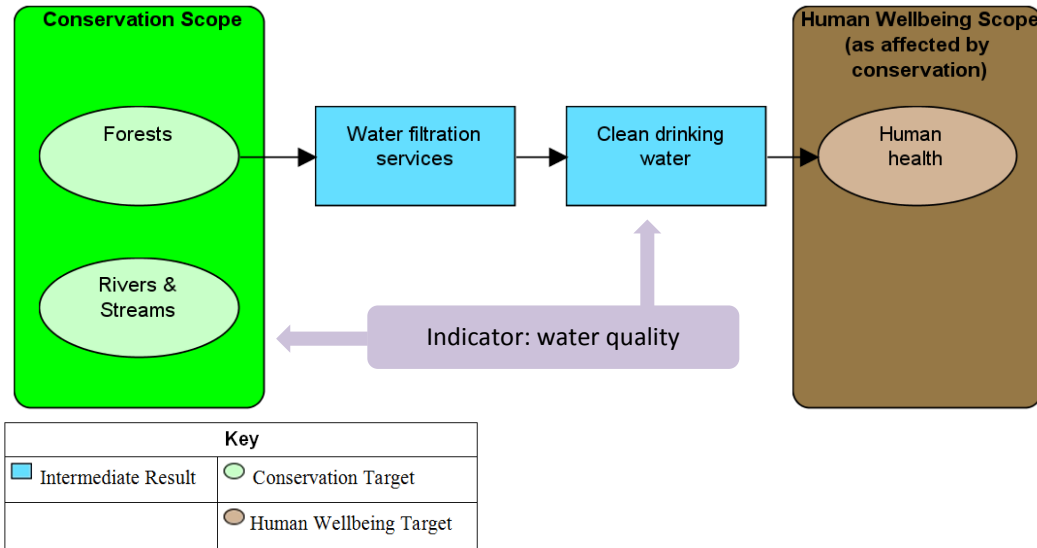 Conservation Scope
Forests
Rivers &
Streams
Water filtration
services
Clean drinking
water
Human Wellbeing Scope
(as affected by
conservation)
Human
health
Indicator: water quality
Key
Intermediate Result
Conservation Target
Human Wellbeing Target